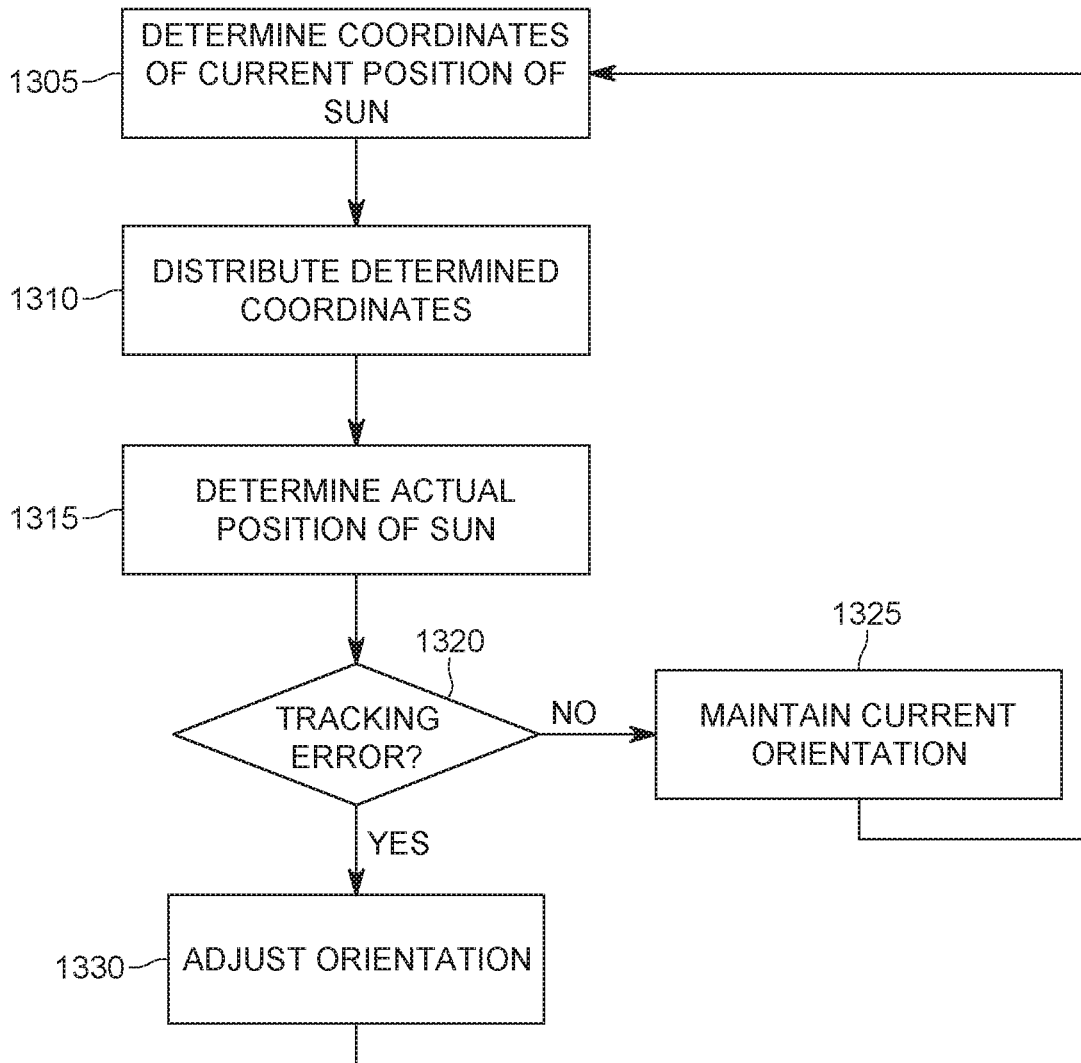 1305
DETERMINE COORDINATES
OF CURRENT POSITION OF
SUN
1310
DISTRIBUTE DETERMINED
COORDINATES
1315
DETERMINE ACTUAL
POSITION OF SUN
1320
TRACKING
ERROR?
NO
1325
MAINTAIN CURRENT
ORIENTATION
YES
1330
ADJUST ORIENTATION